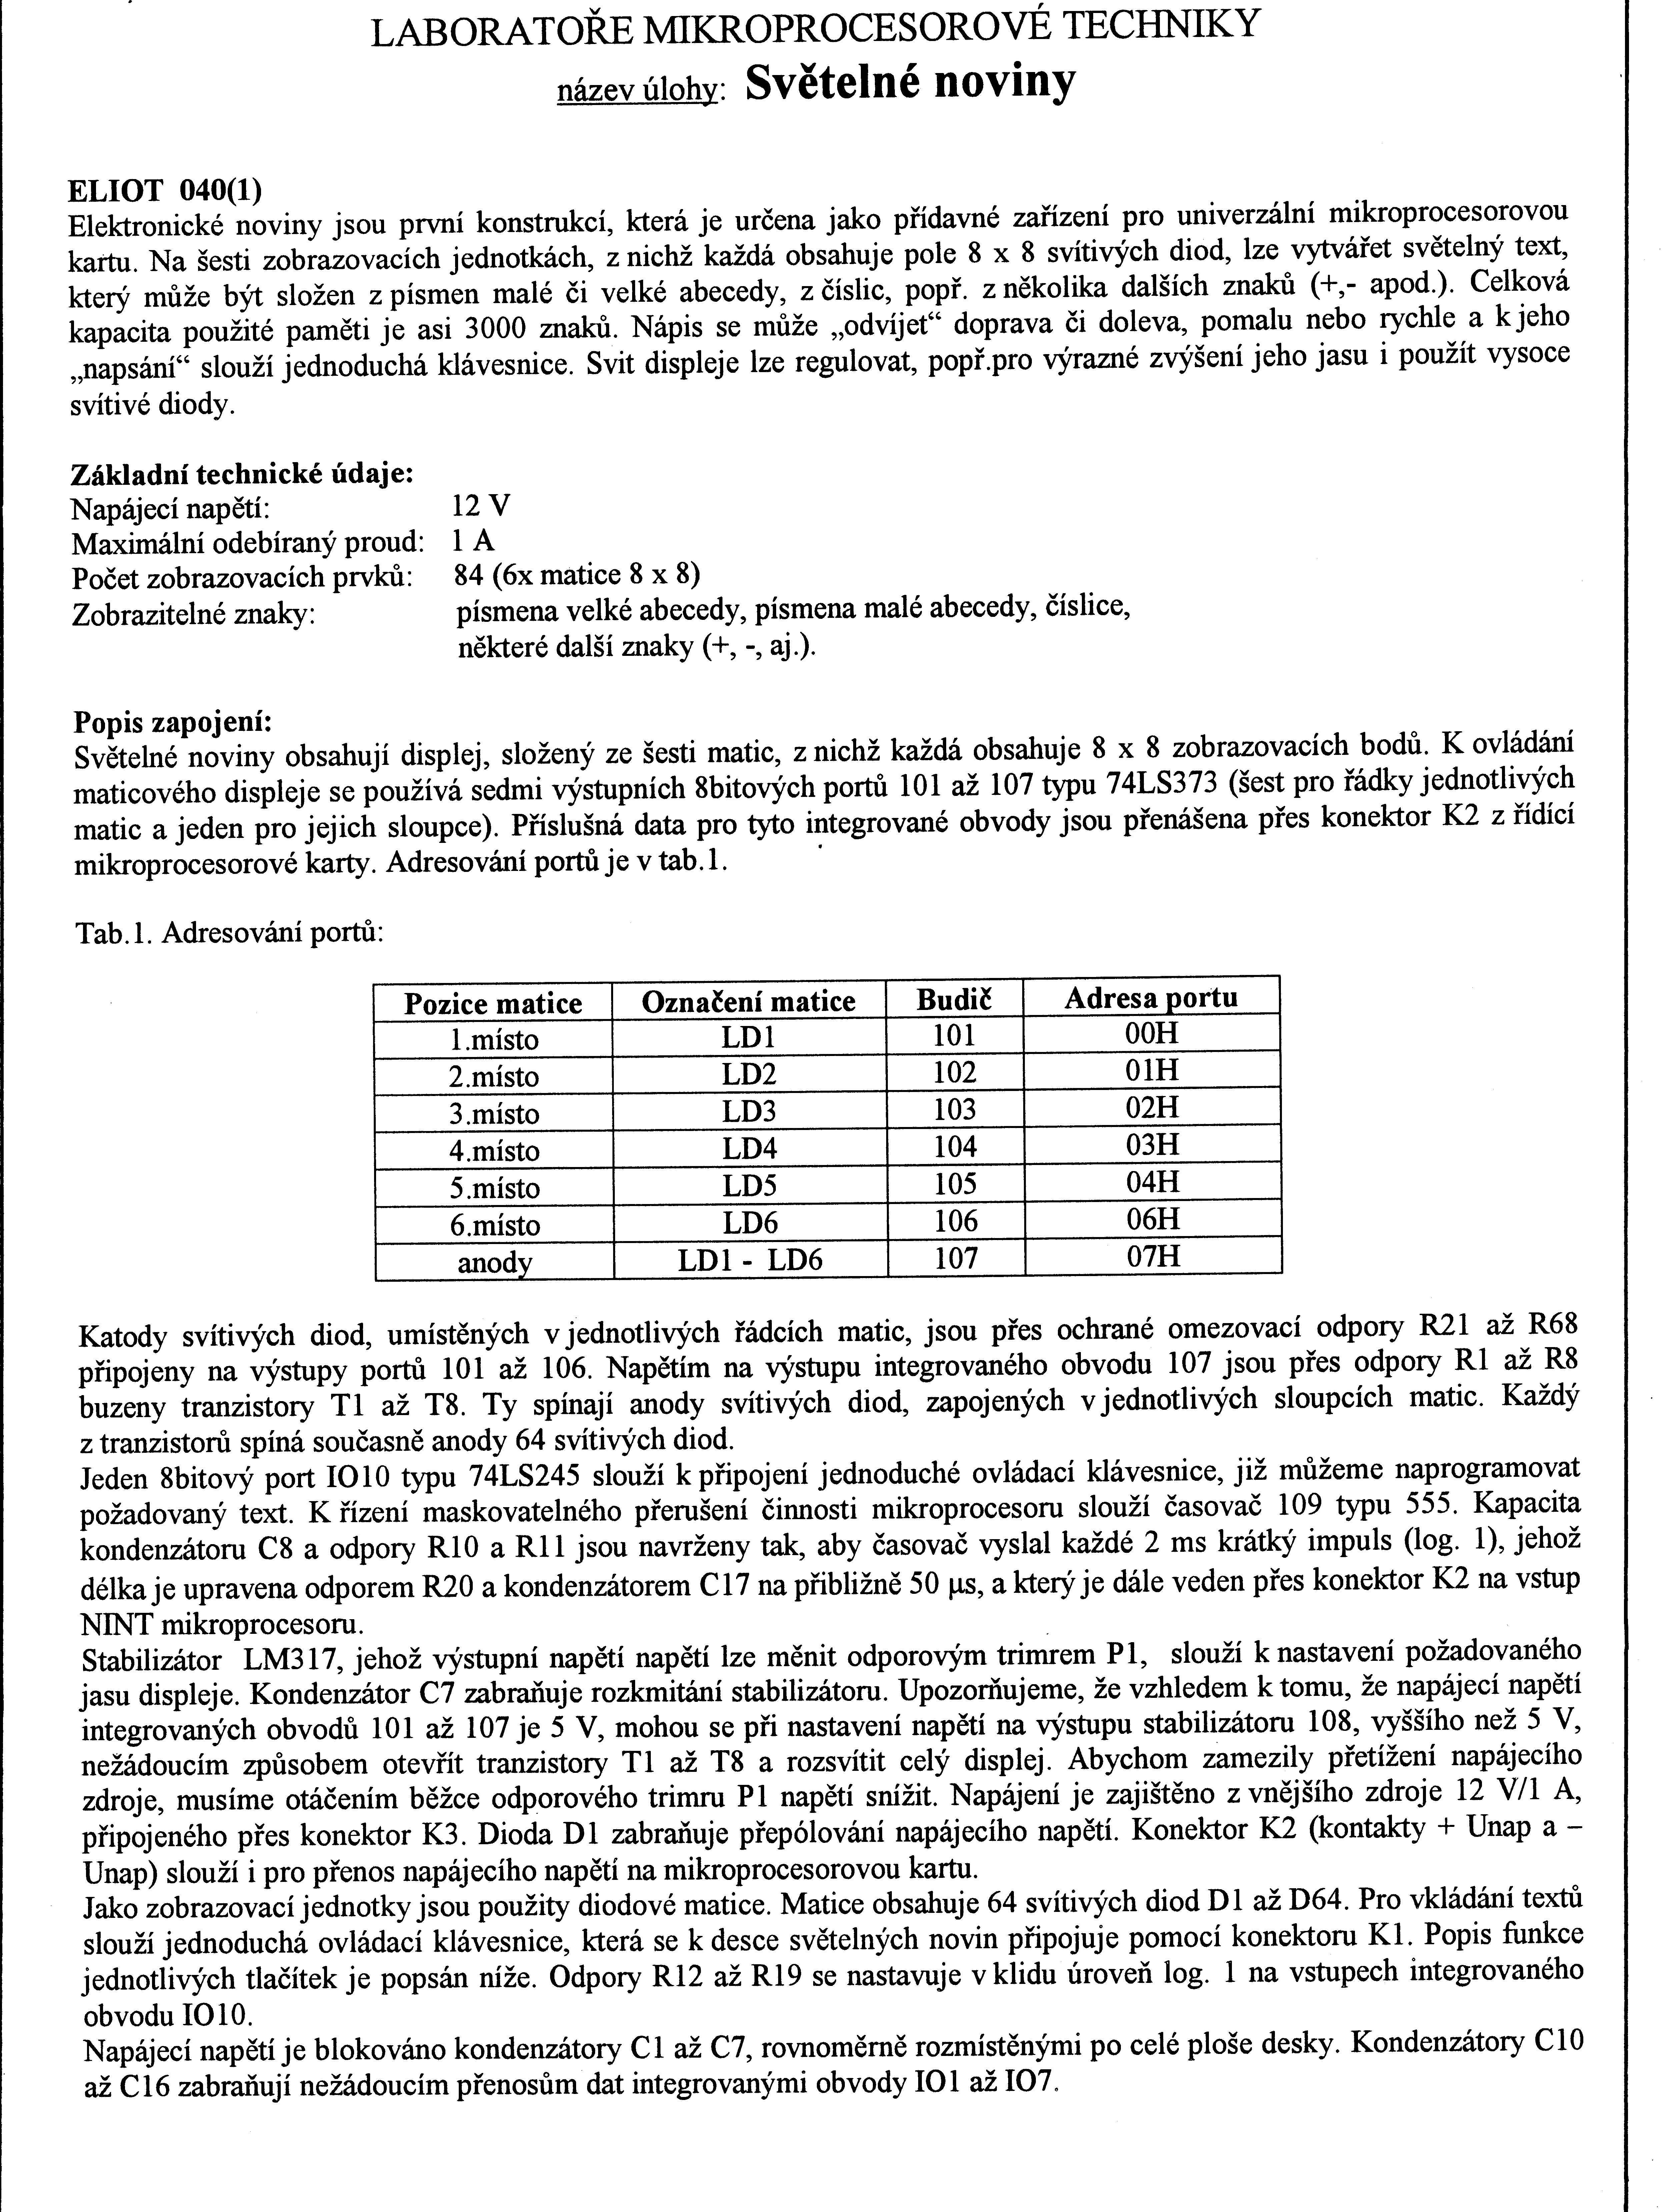 LABORATOŘE MIKROPROCESOROVÉ TECHNIKY
název úlohy: Světelné noviny
ELIOT 040(1)
Elektronické noviny jsou první konstrukcí, která je určena jako přídavné zařízení pro univerzální mikroprocesorovou
kartu. Na šesti zobrazovacích jednotkách, z nichž každá obsahuje pole 8 x 8 svítivých diod, lze vytvářet světelný text,
který může být složen z písmen malé či velké abecedy, z číslic, popř. z několika dalších znaků (+,- apod.). Celková
kapacita použité paměti je asi 3000 znaků. Nápis se může „odvíjet“ doprava či doleva, pomalu nebo rychle a k jeho
„napsání“ slouží jednoduchá klávesnice. Svit displeje lze regulovat, popř.pro výrazné zvýšení jeho jasu i použít vysoce
svítivé diody.
Základní technické údaje:
Napájecí napětí: 12 V
Maximální odebíraný proud: 1 A
Počet zobrazovacích prvků: 84 (6x matice 8 x 8)
Zobrazitelné znaky: písmena velké abecedy, písmena malé abecedy, číslice,
některé další znaky (+, -, aj.).
Popis zapojení:
Světelné noviny obsahují displej, složený ze šesti matic, z nichž každá obsahuje 8 x 8 zobrazovacích bodů. K ovládání
maticového displeje se používá sedmi výstupních 8bitových portů 101 až 107 typu 74LS373 (šest pro řádky jednotlivých
matic a jeden pro jejich sloupce). Příslušná data pro tyto integrované obvody jsou přenášena přes konektor K2 z řídící
mikroprocesorové karty. Adresování portů je v tab.1.
Tab.1. Adresování portů:
Pozice matice Označení matice Budič Adresa portu
1.místo LD1 101 00H
2.místo LD2 102 01H
3.místo LD3 103 02H
4.místo LD4 104 03H
5.místo LD5 105 04H
6.místo LD6 106 06H
anody LD1 - LD6 107 07H
Katody svítivých diod, umístěných v jednotlivých řádcích matic, jsou přes ochrané omezovací odpory R21 až R68
připojeny na výstupy portů 101 až 106. Napětím na výstupu integrovaného obvodu 107 jsou přes odpory R1 až R8
buzeny tranzistory T1 až T8. Ty spínají anody svítivých diod, zapojených v jednotlivých sloupcích matic. Každý
z tranzistorů spíná současně anody 64 svítivých diod.
Jeden 8bitový port IO10 typu 74LS245 slouží k připojení jednoduché ovládací klávesnice, již můžeme naprogramovat
požadovaný text. K řízení maskovatelného přerušení činnosti mikroprocesoru slouží časovač 109 typu 555. Kapacita
kondenzátoru C8 a odpory R10 a R11 jsou navrženy tak, aby časovač vyslal každé 2 ms krátký impuls (log. 1), jehož
délka je upravena odporem R20 a kondenzátorem C17 na přibližně 50 µs, a který je dále veden přes konektor K2 na vstup
NINT mikroprocesoru.
Stabilizátor LM317, jehož výstupní napětí napětí lze měnit odporovým trimrem P1, slouží k nastavení požadovaného
jasu displeje. Kondenzátor C7 zabraňuje rozkmitání stabilizátoru. Upozorňujeme, že vzhledem k tomu, že napájecí napětí
integrovaných obvodů 101 až 107 je 5 V, mohou se při nastavení napětí na výstupu stabilizátoru 108, vyššího než 5 V,
nežádoucím způsobem otevřít tranzistory T1 až T8 a rozsvítit celý displej. Abychom zamezily přetížení napájecího
zdroje, musíme otáčením běžce odporového trimru P1 napětí snížit. Napájení je zajištěno z vnějšího zdroje 12 V/1 A,
připojeného přes konektor K3. Dioda D1 zabraňuje přepólování napájecího napětí. Konektor K2 (kontakty + Unap a –
Unap) slouží i pro přenos napájecího napětí na mikroprocesorovou kartu.
Jako zobrazovací jednotky jsou použity diodové matice. Matice obsahuje 64 svítivých diod D1 až D64. Pro vkládání textů
slouží jednoduchá ovládací klávesnice, která se k desce světelných novin připojuje pomocí konektoru K1. Popis funkce
jednotlivých tlačítek je popsán níže. Odpory R12 až R19 se nastavuje v klidu úroveň log. 1 na vstupech integrovaného
obvodu IO10.
Napájecí napětí je blokováno kondenzátory C1 až C7, rovnoměrně rozmístěnými po celé ploše desky. Kondenzátory C10
až C16 zabraňují nežádoucím přenosům dat integrovanými obvody IO1 až IO7.